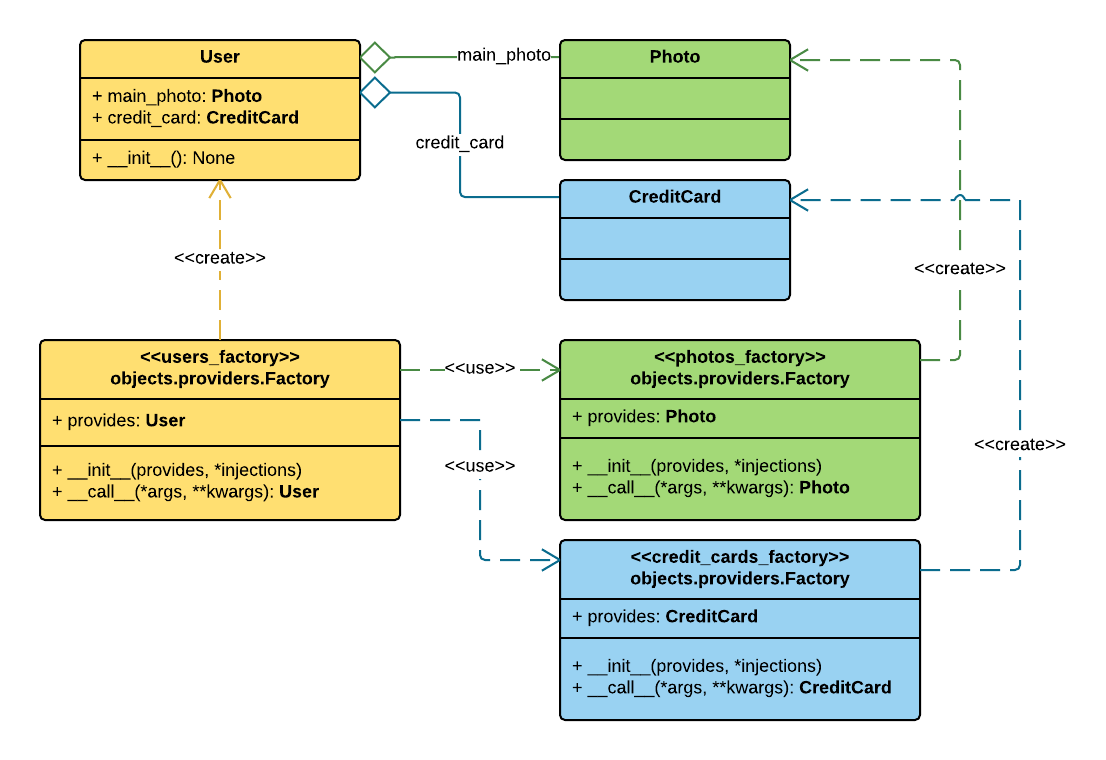 User
+ main_photo: Photo
+ credit_card: CreditCard
+ __init__(): None
main_photo
credit_card
Photo
CreditCard
<<create>>
<<create>>
<<users_factory>>
objects.providers.Factory
+ provides: User
+ __init__(provides, *injections)
+ __call__(*args, **kwargs): User
<<use>>
<<use>>
<<photos_factory>>
objects.providers.Factory
+ provides: Photo
+ __init__(provides, *injections)
+ __call__(*args, **kwargs): Photo
<<create>>
<<credit_cards_factory>>
objects.providers.Factory
+ provides: CreditCard
+ __init__(provides, *injections)
+ __call__(*args, **kwargs): CreditCard